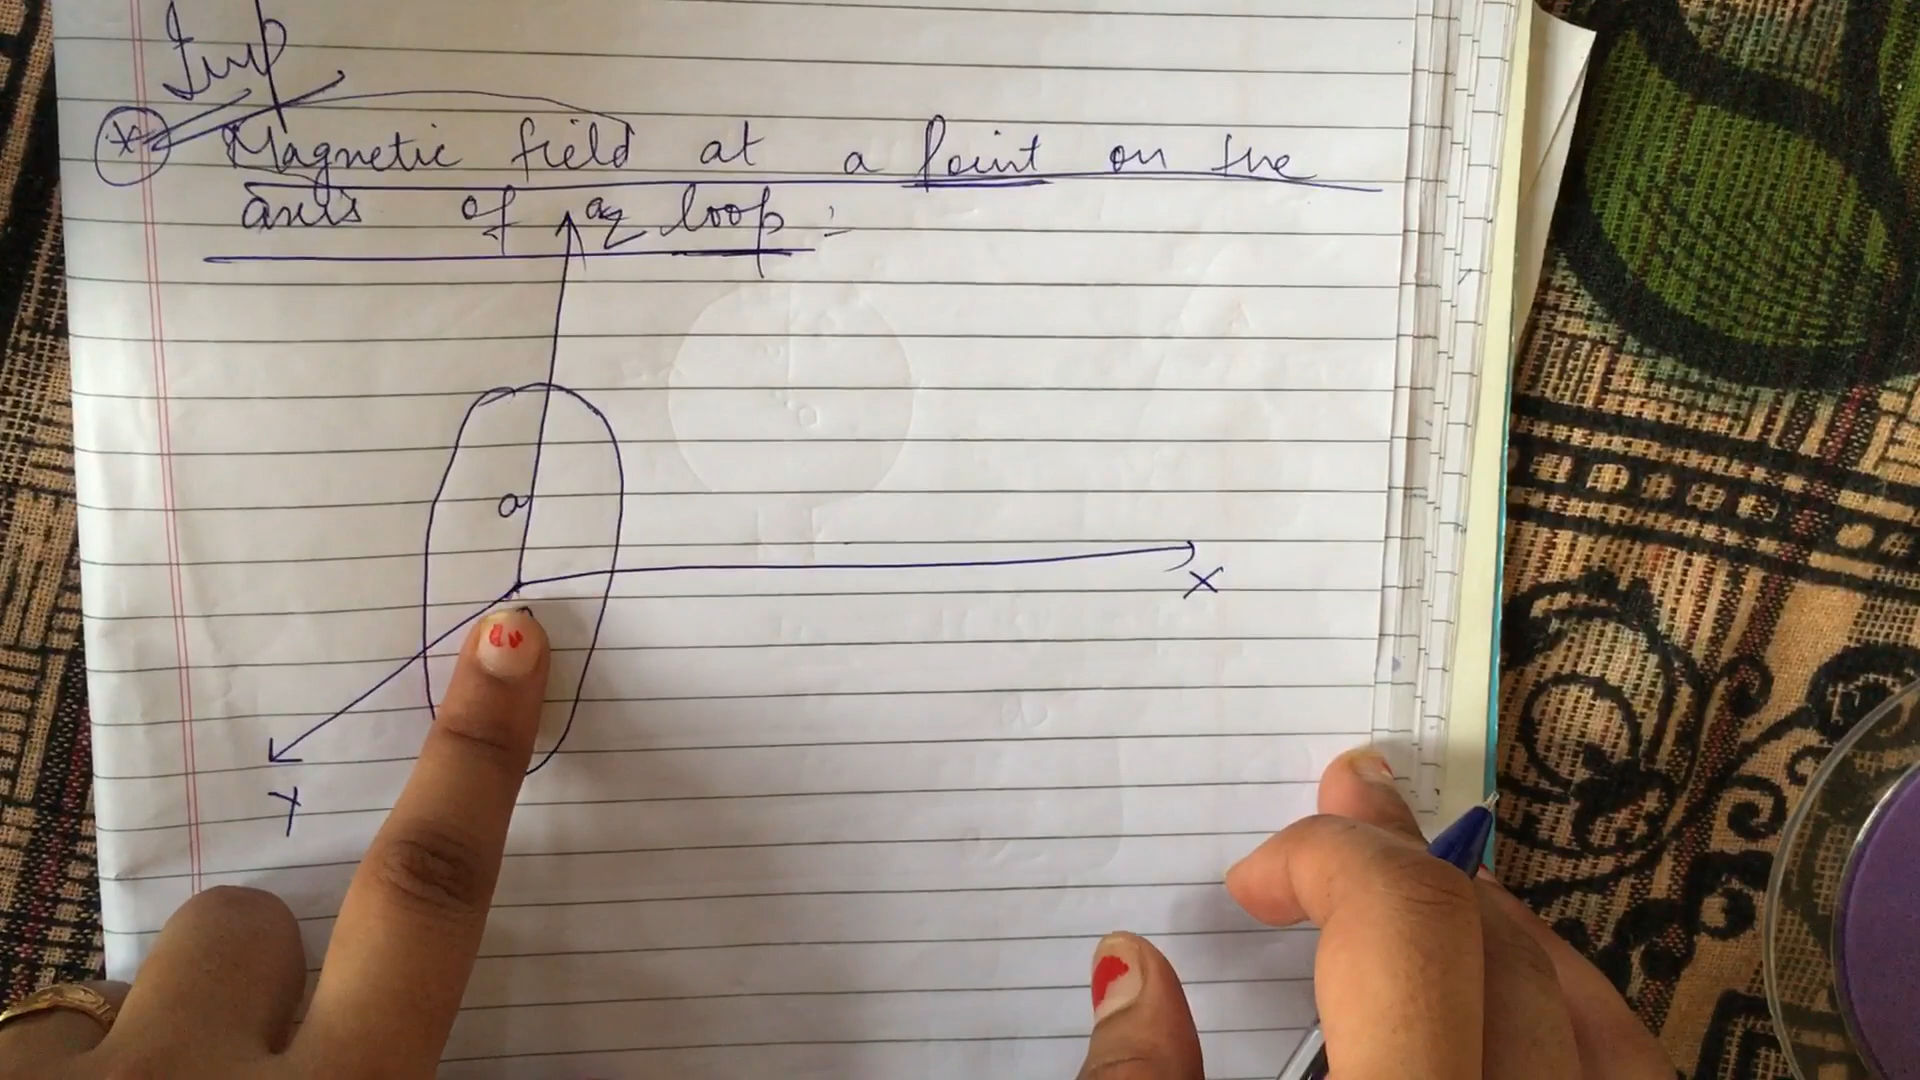 Imp
Magnetic field at a point on the
axis of a loop :
z
a
X
Y